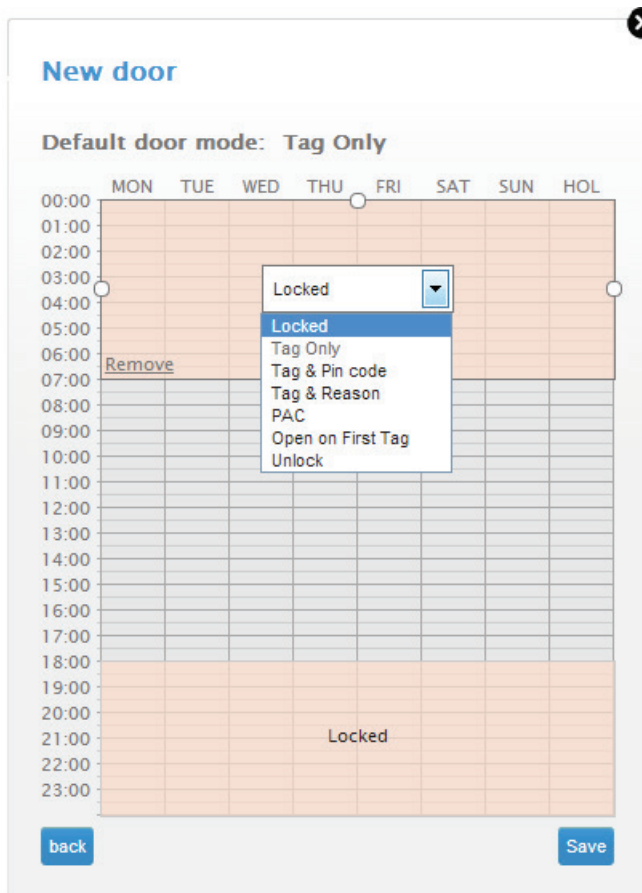 New door
Default door mode: Tag Only
MON TUE WED THU FRI SAT SUN HOL
00:00
01:00
02:00
03:00
Locked
04:00
05:00
Locked
Tag Only
06:00
Remove
Tag & Pin code
07:00
Tag & Reason
08:00
PAC
09:00
Open on First Tag
10:00
Unlock
11:00
12:00
13:00
14:00
15:00
16:00
17:00
18:00
19:00
20:00
21:00
Locked
22:00
23:00
back
Save